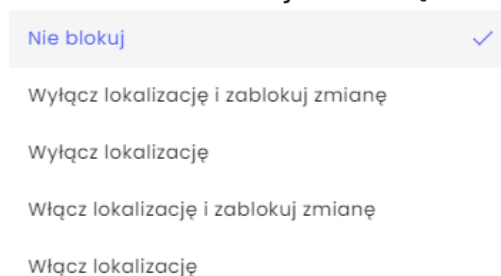 Nie blokuj
Wyłącz lokalizację i zablokuj zmianę
Wyłącz lokalizację
Włącz lokalizację i zablokuj zmianę
Włącz lokalizację